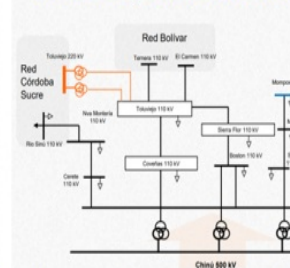 Red Bolívar
Toluviejo 220 kV
Tamara 110 kV
El Carmen 110 kV
Red
Córdoba
Sucre
Nva Montería
110 kV
Toluviejo 110 kV
Sierra Flor 110 kV
Río Sinú 110 kV
Coveñas 110 kV
Boston 110 kV
Cereté
110 kV
Chinú 500 kV